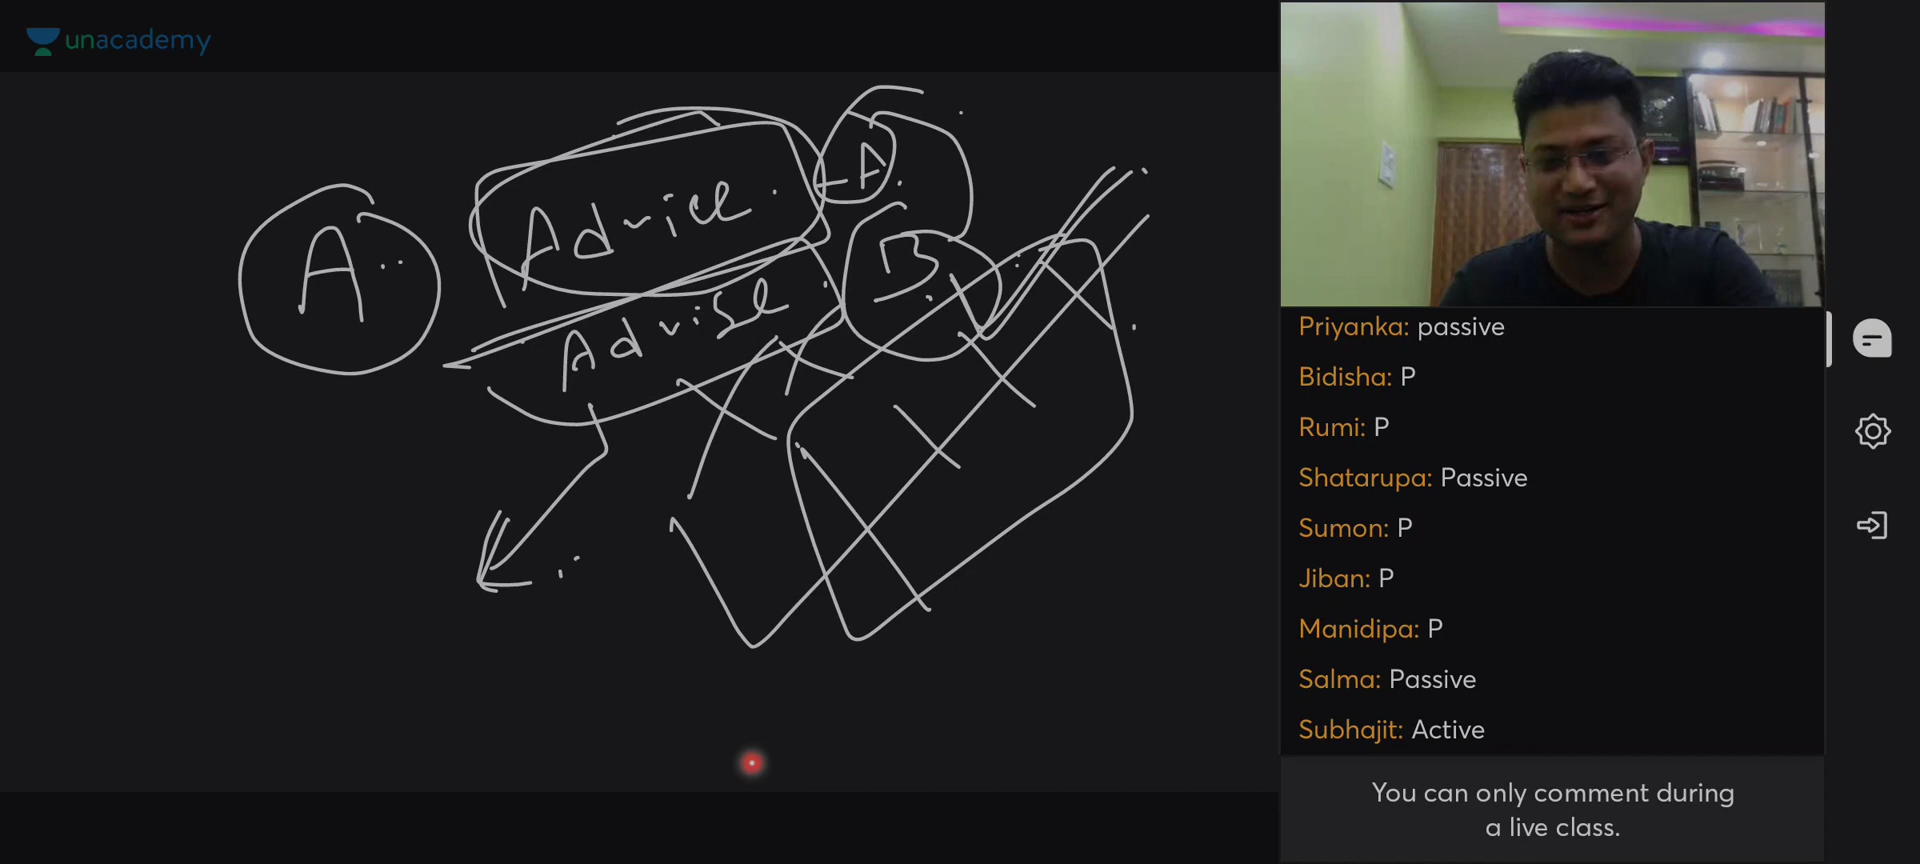 unacademy
A
Advice
-A
Advise
B
Priyanka: passive
Bidisha: P
Rumi: P
Shatarupa: Passive
Sumon: P
Jiban: P
Manidipa: P
Salma: Passive
Subhajit: Active
You can only comment during
a live class.